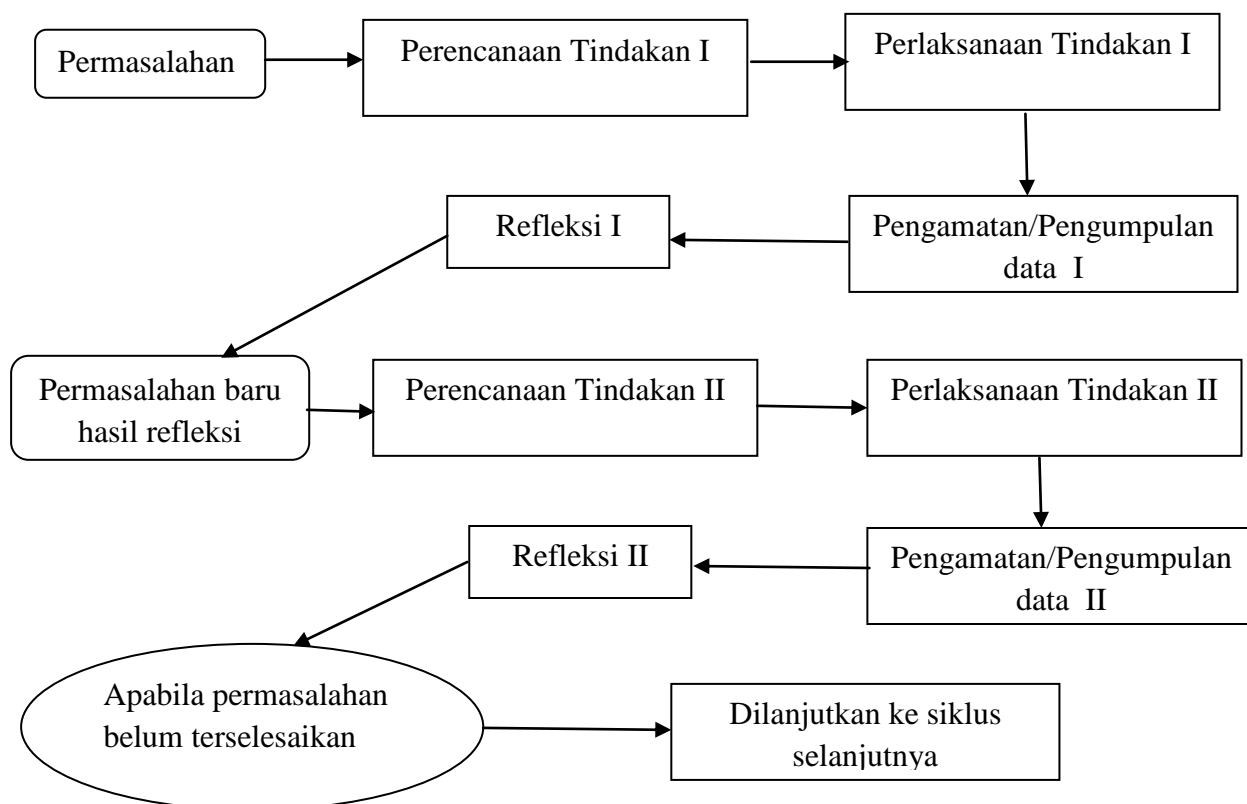 Permasalahan
Perencanaan Tindakan I
Perlaksanaan Tindakan I
Refleksi I
Pengamatan/Pengumpulan
data I
Permasalahan baru
hasil refleksi
Perencanaan Tindakan II
Perlaksanaan Tindakan II
Refleksi II
Pengamatan/Pengumpulan
data II
Apabila permasalahan
belum terselesaikan
Dilanjutkan ke siklus
selanjutnya